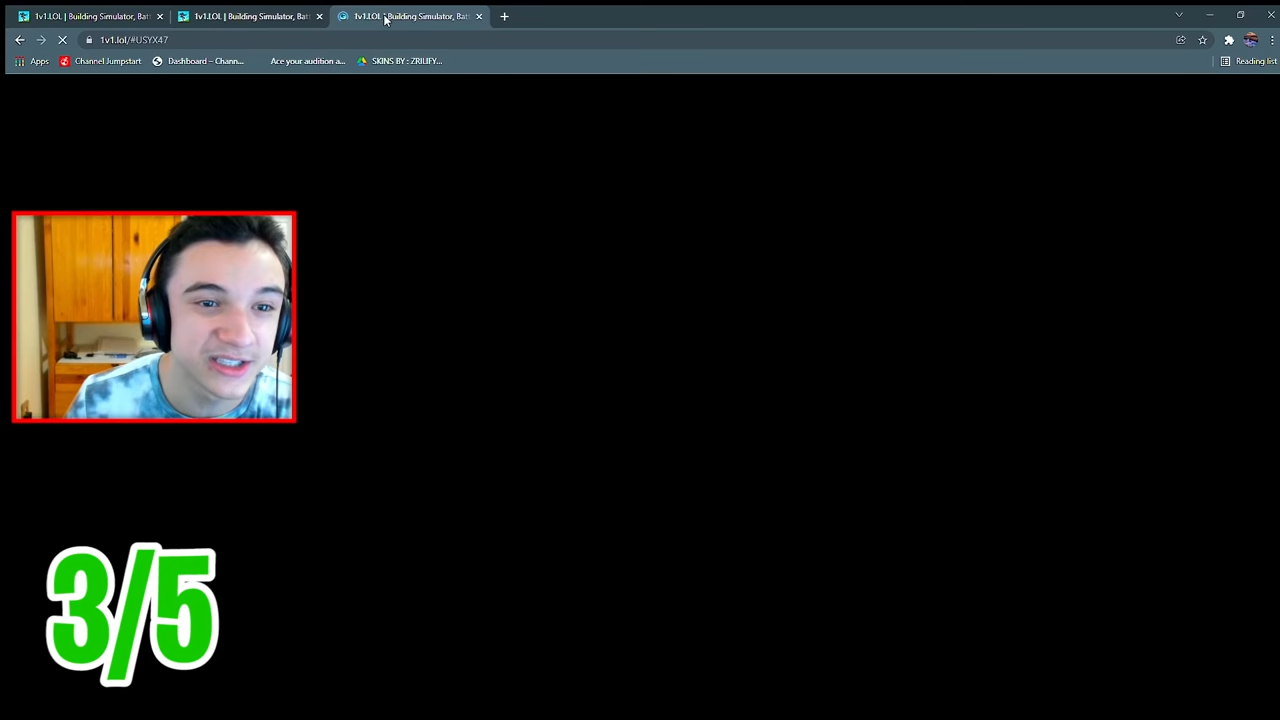 1v1.LOL | Building Simulator, Batt
1v1.LOL | Building Simulator, Batt
1v1.LOL | Building Simulator, Batt
1v1.lol/#USYX47
Apps
Channel Jumpstart
Dashboard – Chann...
Ace your audition a...
SKINS BY : ZRILIFY...
Reading list
3/5